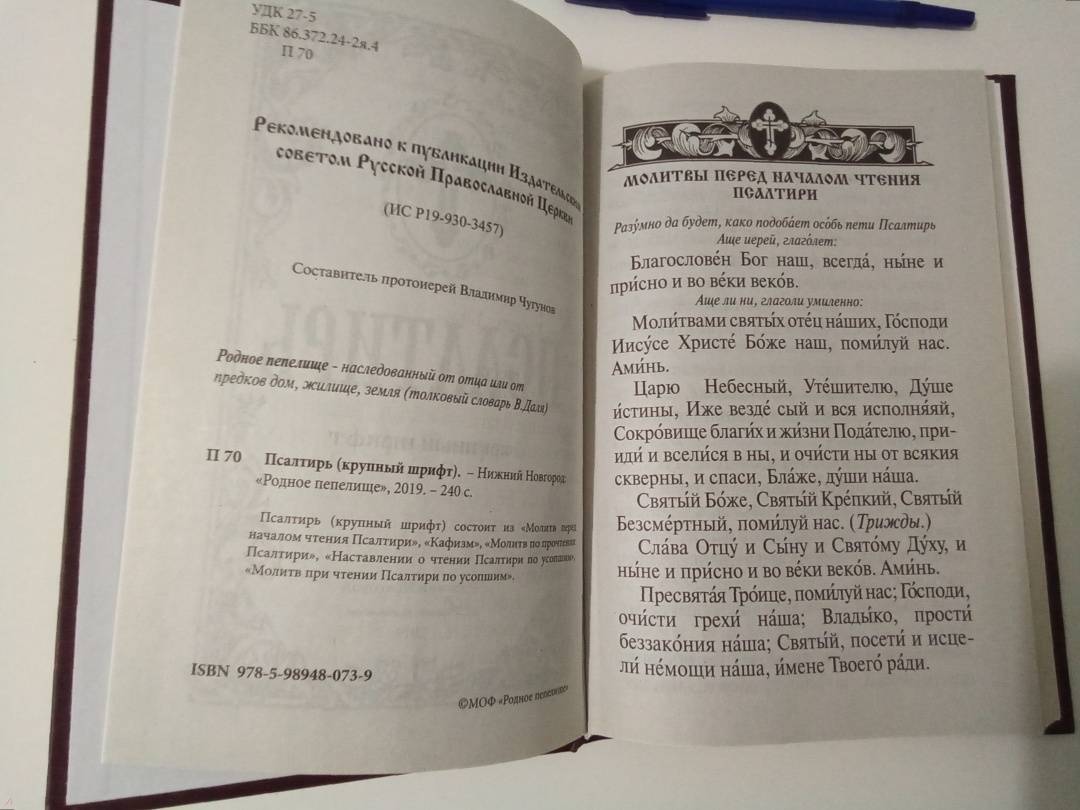 УДК 27-5
ББК 86.372.24-2я.4
П 70
Рекомендовано к публикации Издательским
советом Русской Православной Церкви
(ИС Р19-930-3457)
Составитель протоиерей Владимир Чугунов
Родное пепелище – наследованный от отца или от
предков дом, жилище, земля (толковый словарь В.Даля)
П 70 Псалтирь (крупный шрифт). – Нижний Новгород:
«Родное пепелище», 2019. – 240 с.
Псалтирь (крупный шрифт) состоит из «Молитв перед
началом чтения Псалтири», «Кафизм», «Молитв по прочтении
Псалтири», «Наставлении о чтении Псалтири по усопшим»,
«Молитв при чтении Псалтири по усопшим».
ISBN 978-5-98948-073-9
©МОФ «Родное пепелище»
МОЛИТВЫ ПЕРЕД НАЧАЛОМ ЧТЕНИЯ
ПСАЛТИРИ
Разу́мно да будет, како подоба́ет осо́бь пети Псалтирь
Аще иерей, глаго́лет:
Благослове́н Бог наш, всегда́, ны́не и
при́сно и во ве́ки веко́в.
Аще ли ни, глаголи умиленно:
Моли́твами святы́х оте́ц на́ших, Го́споди
Иису́се Христе́ Бо́же наш, поми́луй нас.
Ами́нь.
Царю Небесный, Уте́шителю, Ду́ше
и́стины, Иже везде́ сый и вся исполня́яй,
Сокро́вище благи́х и жи́зни Пода́телю, при-
иди́ и всели́ся в ны, и очи́сти ны от всякия
скверны, и спаси, Бла́же, ду́ши на́ша.
Святы́й Бо́же, Святы́й Кре́пкий, Святы́й
Безсме́ртный, поми́луй нас. (Трижды.)
Сла́ва Отцу́ и Сы́ну и Свято́му Ду́ху, и
ны́не и при́сно и во ве́ки веко́в. Ами́нь.
Пресвята́я Тро́ице, поми́луй нас; Го́споди,
очи́сти грехи́ на́ша; Влады́ко, прости́
беззако́ния на́ша; Святы́й, посети́ и исце-
ли́ не́мощи на́ша, и́мене Твоего́ ра́ди.